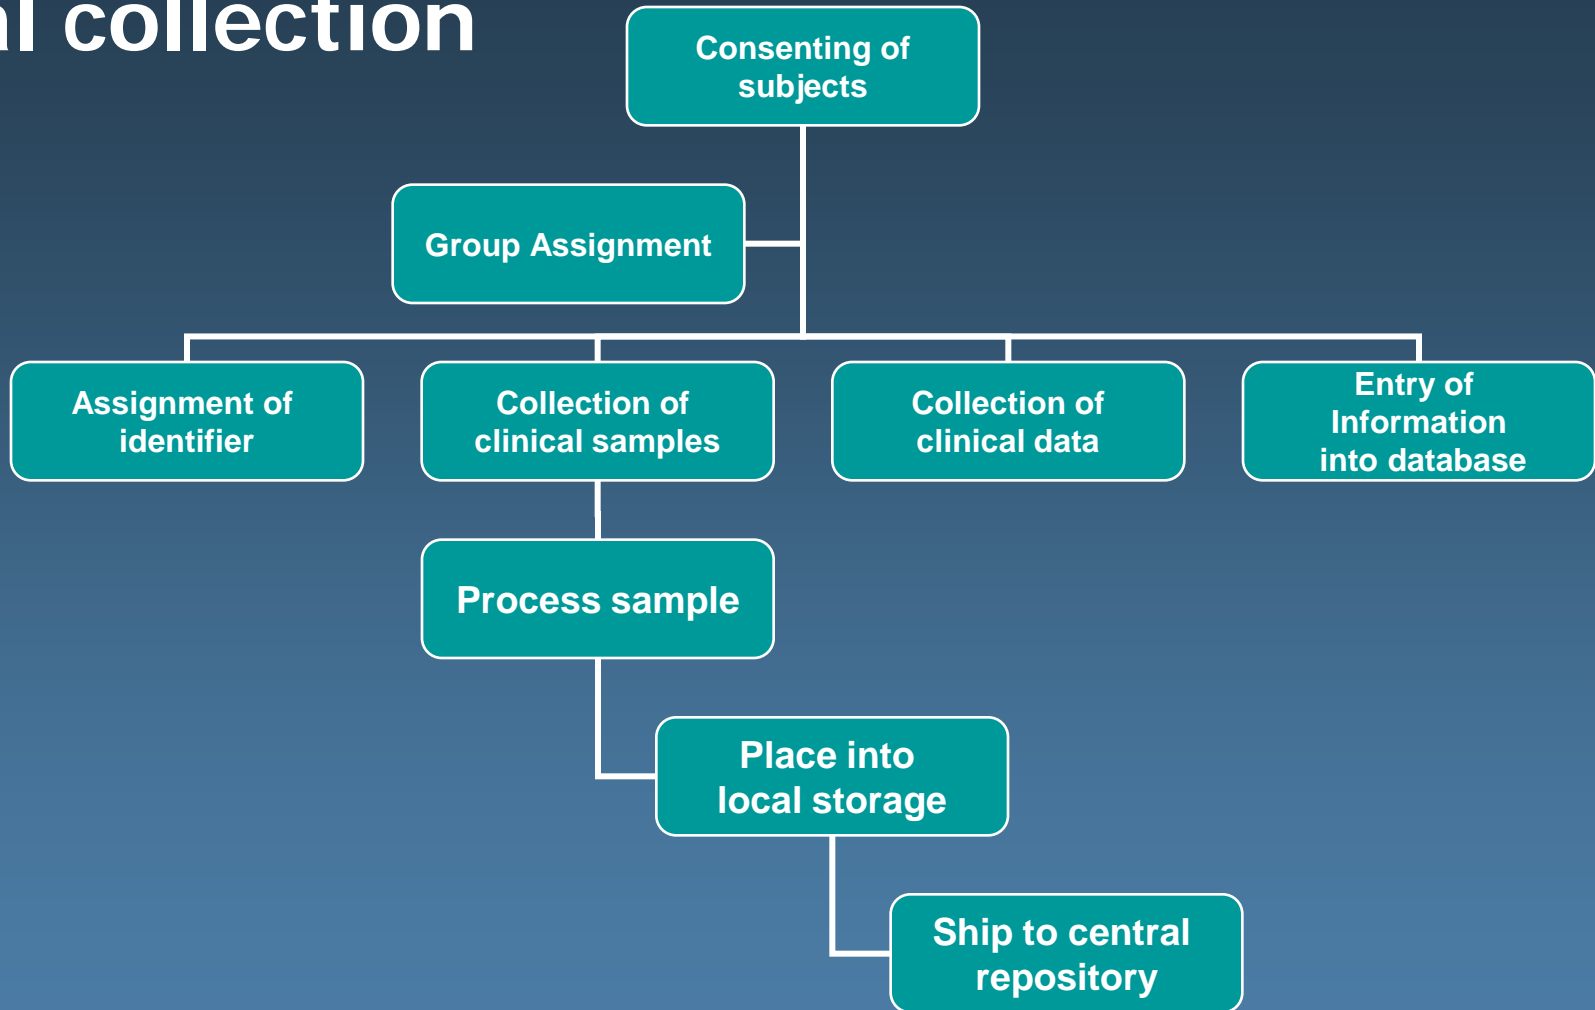 al collection
Consenting of
subjects
Group Assignment
Assignment of
identifier
Collection of
clinical samples
Collection of
clinical data
Entry of
Information
into database
Process sample
Place into
local storage
Ship to central
repository